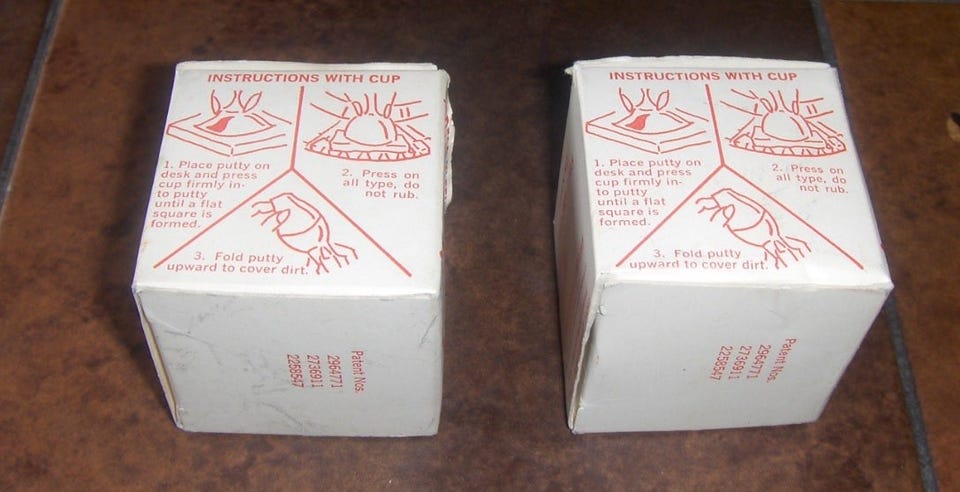 INSTRUCTIONS WITH CUP
1. Place putty on
desk and press
cup firmly in-
to putty
until a flat
square is
formed.
2. Press on
all type, do
not rub.
3. Fold putty
upward to cover dirt.
Patent Nos.
2964771
2736911
2258547
INSTRUCTIONS WITH CUP
1. Place putty on
desk and press
cup firmly in-
to putty
until a flat
square is
formed.
2. Press on
all type, do
not rub.
3. Fold putty
upward to cover dirt.
Patent Nos.
2964771
2736911
2258547